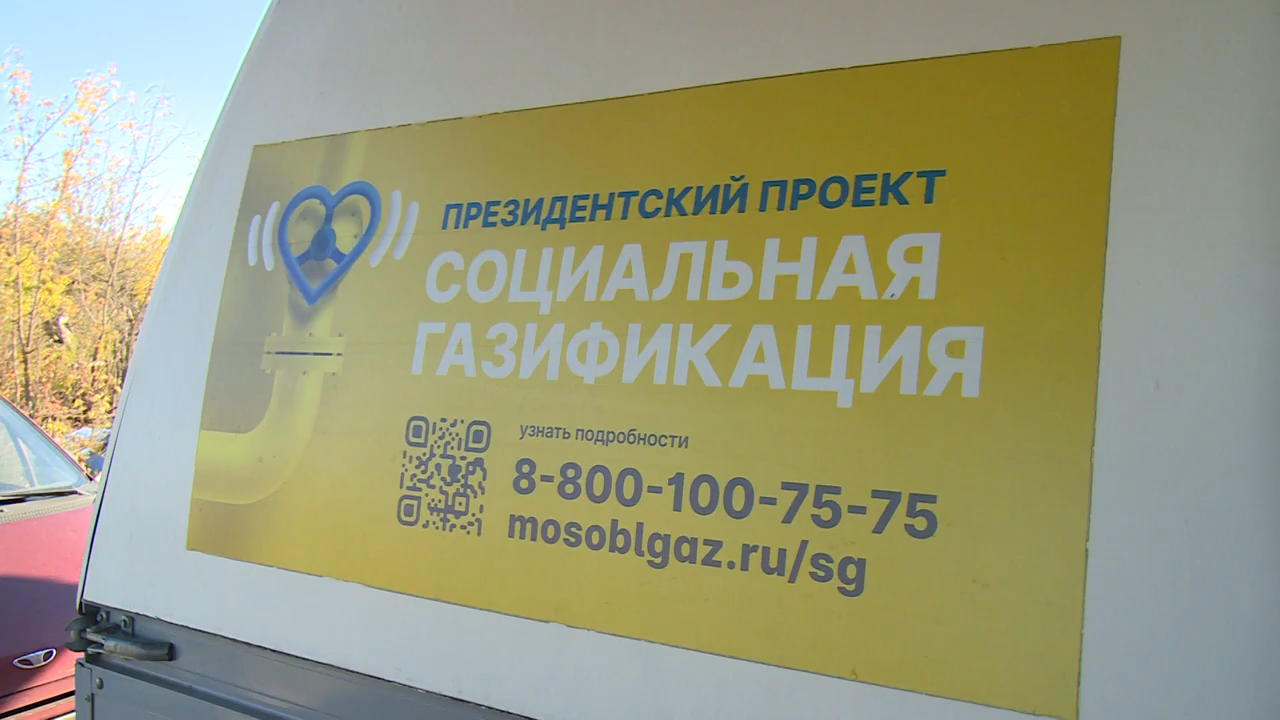 ПРЕЗИДЕНТСКИЙ ПРОЕКТ
СОЦИАЛЬНАЯ
ГАЗИФИКАЦИЯ
узнать подробности
8-800-100-75-75
mosoblgaz.ru/sg